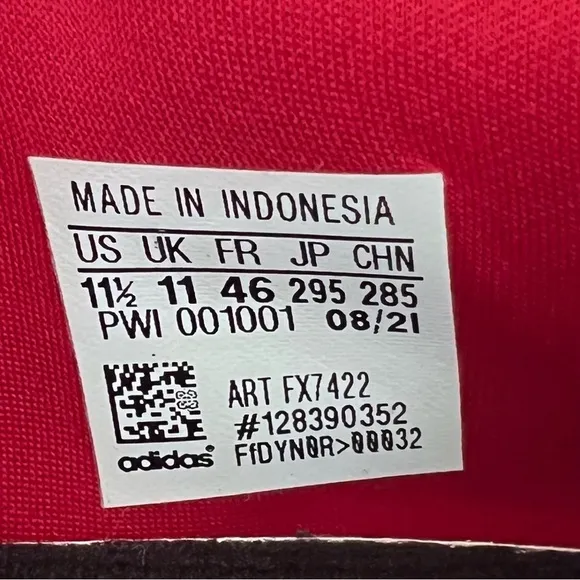 MADE IN INDONESIA
US UK FR JP CHN
11½ 11 46 295 285
PWI 001001 08/21
ART FX7422
#128390352
FfDYN0R>00032
adidas